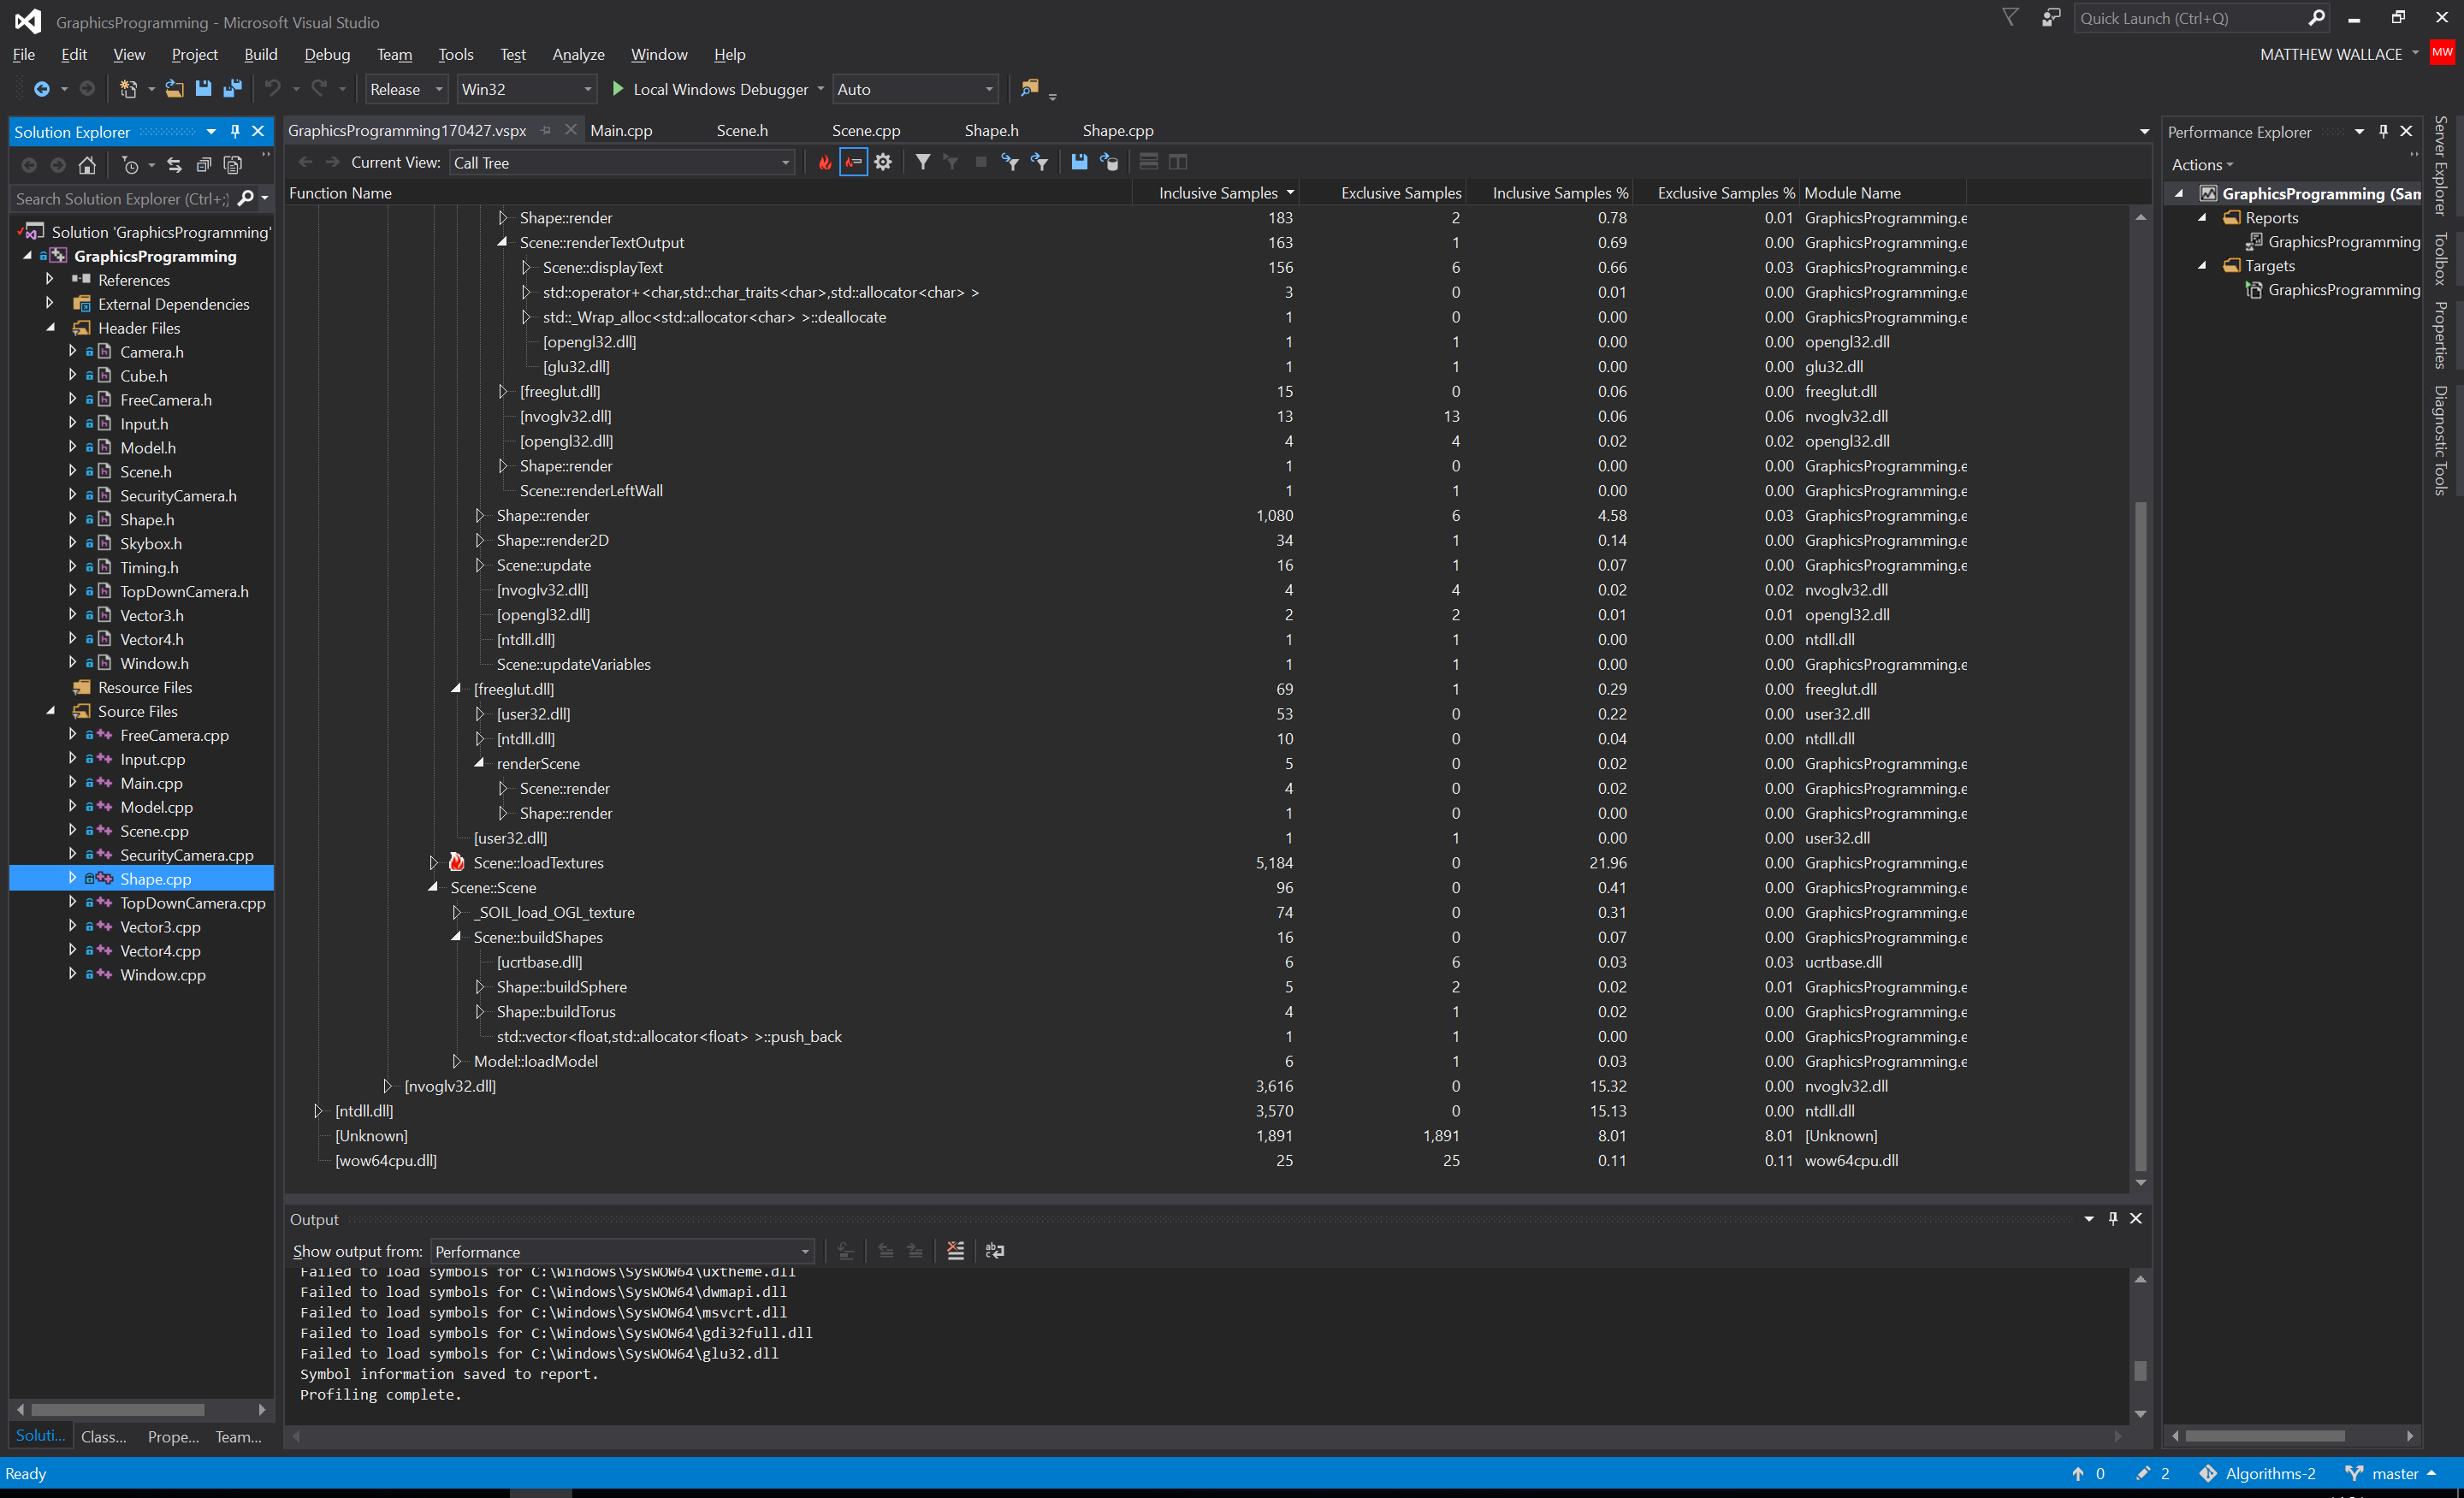 GraphicsProgramming - Microsoft Visual Studio
Quick Launch (Ctrl+Q)
File Edit View Project Build Debug Team Tools Test Analyze Window Help
MATTHEW WALLACE MW
Release Win32 Local Windows Debugger Auto
Solution Explorer
Search Solution Explorer (Ctrl+;)
Solution 'GraphicsProgramming'
GraphicsProgramming
References
External Dependencies
Header Files
Camera.h
Cube.h
FreeCamera.h
Input.h
Model.h
Scene.h
SecurityCamera.h
Shape.h
Skybox.h
Timing.h
TopDownCamera.h
Vector3.h
Vector4.h
Window.h
Resource Files
Source Files
FreeCamera.cpp
Input.cpp
Main.cpp
Model.cpp
Scene.cpp
SecurityCamera.cpp
Shape.cpp
TopDownCamera.cpp
Vector3.cpp
Vector4.cpp
Window.cpp
Soluti... Class... Prope... Team...
GraphicsProgramming170427.vspx Main.cpp Scene.h Scene.cpp Shape.h Shape.cpp
Current View: Call Tree
Function Name Inclusive Samples Exclusive Samples Inclusive Samples % Exclusive Samples % Module Name
Shape::render 183 2 0.78 0.01 GraphicsProgramming.e
Scene::renderTextOutput 163 1 0.69 0.00 GraphicsProgramming.e
Scene::displayText 156 6 0.66 0.03 GraphicsProgramming.e
std::operator+<char,std::char_traits<char>,std::allocator<char> > 3 0 0.01 0.00 GraphicsProgramming.e
std::_Wrap_alloc<std::allocator<char> >::deallocate 1 0 0.00 0.00 GraphicsProgramming.e
[opengl32.dll] 1 1 0.00 0.00 opengl32.dll
[glu32.dll] 1 1 0.00 0.00 glu32.dll
[freeglut.dll] 15 0 0.06 0.00 freeglut.dll
[nvoglv32.dll] 13 13 0.06 0.06 nvoglv32.dll
[opengl32.dll] 4 4 0.02 0.02 opengl32.dll
Shape::render 1 0 0.00 0.00 GraphicsProgramming.e
Scene::renderLeftWall 1 1 0.00 0.00 GraphicsProgramming.e
Shape::render 1,080 6 4.58 0.03 GraphicsProgramming.e
Shape::render2D 34 1 0.14 0.00 GraphicsProgramming.e
Scene::update 16 1 0.07 0.00 GraphicsProgramming.e
[nvoglv32.dll] 4 4 0.02 0.02 nvoglv32.dll
[opengl32.dll] 2 2 0.01 0.01 opengl32.dll
[ntdll.dll] 1 1 0.00 0.00 ntdll.dll
Scene::updateVariables 1 1 0.00 0.00 GraphicsProgramming.e
[freeglut.dll] 69 1 0.29 0.00 freeglut.dll
[user32.dll] 53 0 0.22 0.00 user32.dll
[ntdll.dll] 10 0 0.04 0.00 ntdll.dll
renderScene 5 0 0.02 0.00 GraphicsProgramming.e
Scene::render 4 0 0.02 0.00 GraphicsProgramming.e
Shape::render 1 0 0.00 0.00 GraphicsProgramming.e
[user32.dll] 1 1 0.00 0.00 user32.dll
Scene::loadTextures 5,184 0 21.96 0.00 GraphicsProgramming.e
Scene::Scene 96 0 0.41 0.00 GraphicsProgramming.e
_SOIL_load_OGL_texture 74 0 0.31 0.00 GraphicsProgramming.e
Scene::buildShapes 16 0 0.07 0.00 GraphicsProgramming.e
[ucrtbase.dll] 6 6 0.03 0.03 ucrtbase.dll
Shape::buildSphere 5 2 0.02 0.01 GraphicsProgramming.e
Shape::buildTorus 4 1 0.02 0.00 GraphicsProgramming.e
std::vector<float,std::allocator<float> >::push_back 1 1 0.00 0.00 GraphicsProgramming.e
Model::loadModel 6 1 0.03 0.00 GraphicsProgramming.e
[nvoglv32.dll] 3,616 0 15.32 0.00 nvoglv32.dll
[ntdll.dll] 3,570 0 15.13 0.00 ntdll.dll
[Unknown] 1,891 1,891 8.01 8.01 [Unknown]
[wow64cpu.dll] 25 25 0.11 0.11 wow64cpu.dll
Output
Show output from: Performance
Failed to load symbols for C:\Windows\SysWOW64\uxtheme.dll
Failed to load symbols for C:\Windows\SysWOW64\dwmapi.dll
Failed to load symbols for C:\Windows\SysWOW64\msvcrt.dll
Failed to load symbols for C:\Windows\SysWOW64\gdi32full.dll
Failed to load symbols for C:\Windows\SysWOW64\glu32.dll
Symbol information saved to report.
Profiling complete.
Performance Explorer
Actions
GraphicsProgramming (Sam
Reports
GraphicsProgramming
Targets
GraphicsProgramming
Server Explorer
Toolbox
Properties
Diagnostic Tools
Ready
0 2 Algorithms-2 master